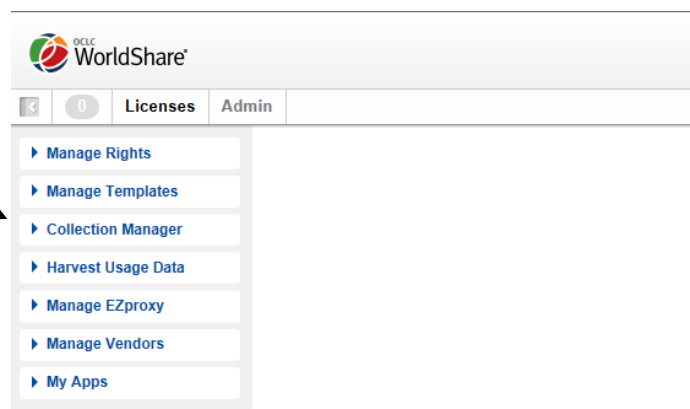 OCLC
WorldShare®
0 Licenses Admin
Manage Rights
Manage Templates
Collection Manager
Harvest Usage Data
Manage EZproxy
Manage Vendors
My Apps